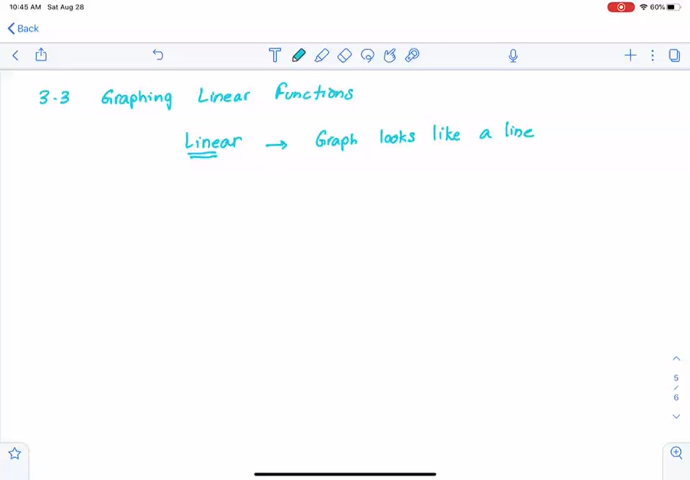 10:45 AM Sat Aug 28
60%
Back
3.3 Graphing Linear Functions
Linear → Graph looks like a line
5
/
6